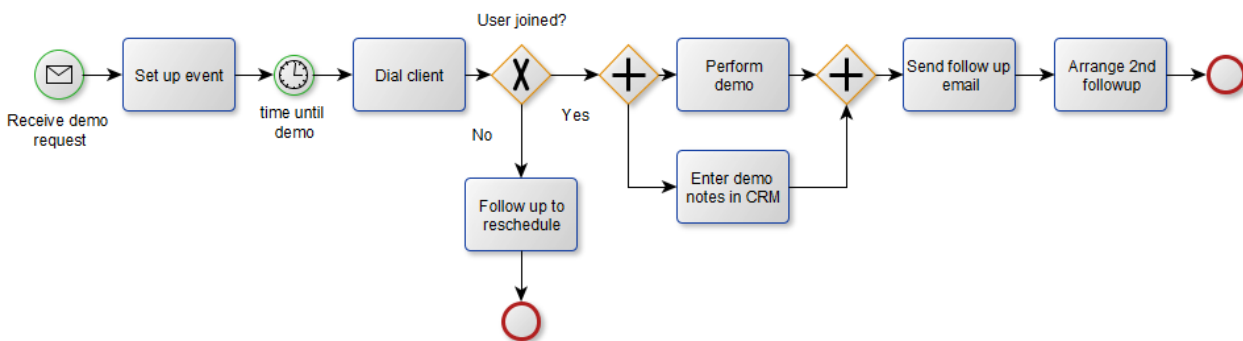 User joined?
Receive demo
request
Set up event
time until
demo
Dial client
No
Yes
Follow up to
reschedule
Perform
demo
Enter demo
notes in CRM
Send follow up
email
Arrange 2nd
followup